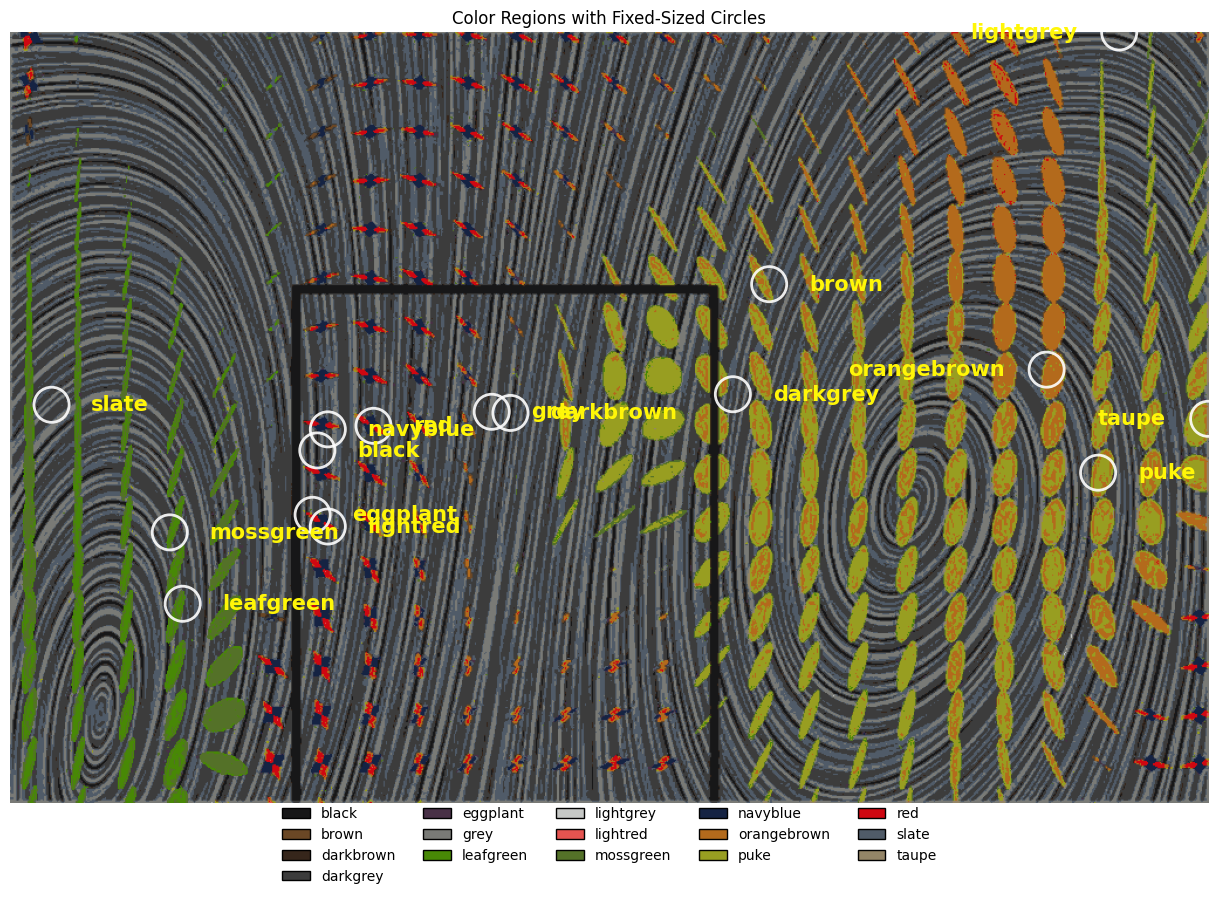 Color Regions with Fixed-Sized Circles
lightgrey
brown
orangebrown
darkgrey
slate
grey
darkbrown
taupe
red
navyblue
black
puke
eggplant
lightred
mossgreen
leafgreen
black eggplant lightgrey navyblue red
brown grey lightred orangebrown slate
darkbrown leafgreen mossgreen puke taupe
darkgrey